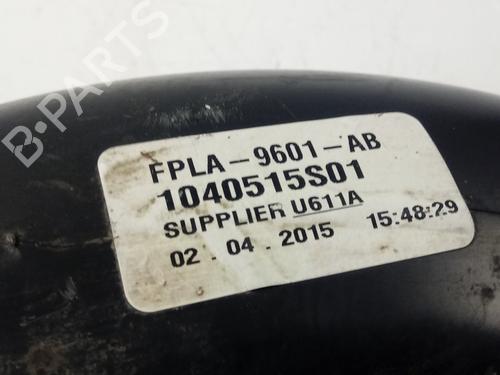 B-PARTS
FPLA-9601-AB
1040515S01
SUPPLIER U611A
02 - 04 - 2015 15:48:29